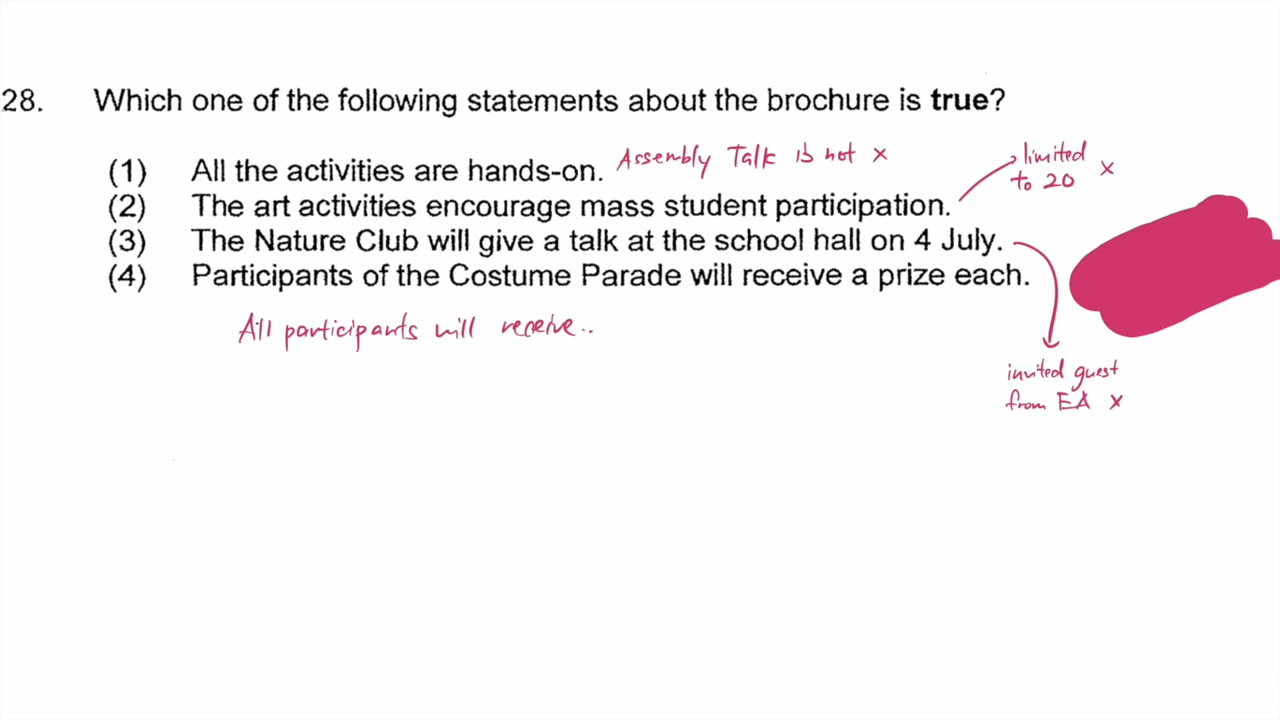 28. Which one of the following statements about the brochure is true?
(1) All the activities are hands-on. Assembly Talk is not x
limited
to 20 x
(2) The art activities encourage mass student participation.
(3) The Nature Club will give a talk at the school hall on 4 July.
(4) Participants of the Costume Parade will receive a prize each.
All participants will receive..
invited guest
from EA x